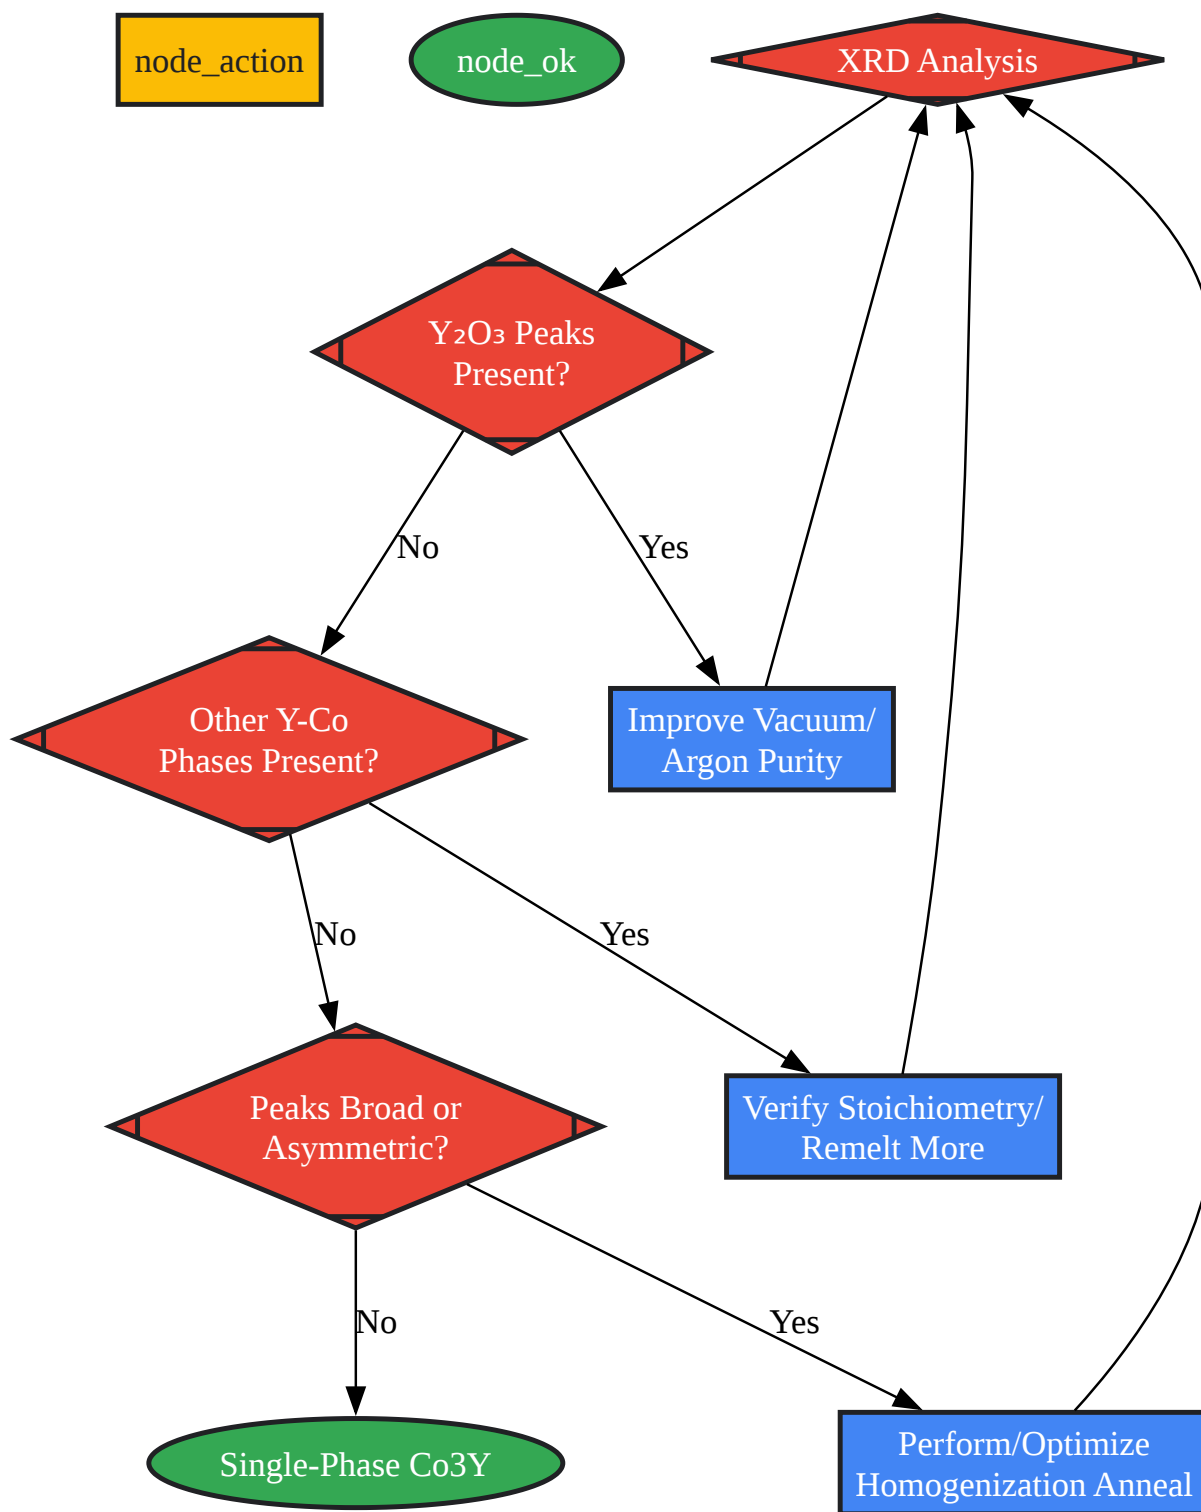 node_action
node_ok
XRD Analysis
Y₂O₃ Peaks
Present?
No
Yes
Other Y-Co
Phases Present?
Improve Vacuum/
Argon Purity
No
Yes
Peaks Broad or
Asymmetric?
Verify Stoichiometry/
Remelt More
No
Yes
Single-Phase Co3Y
Perform/Optimize
Homogenization Anneal